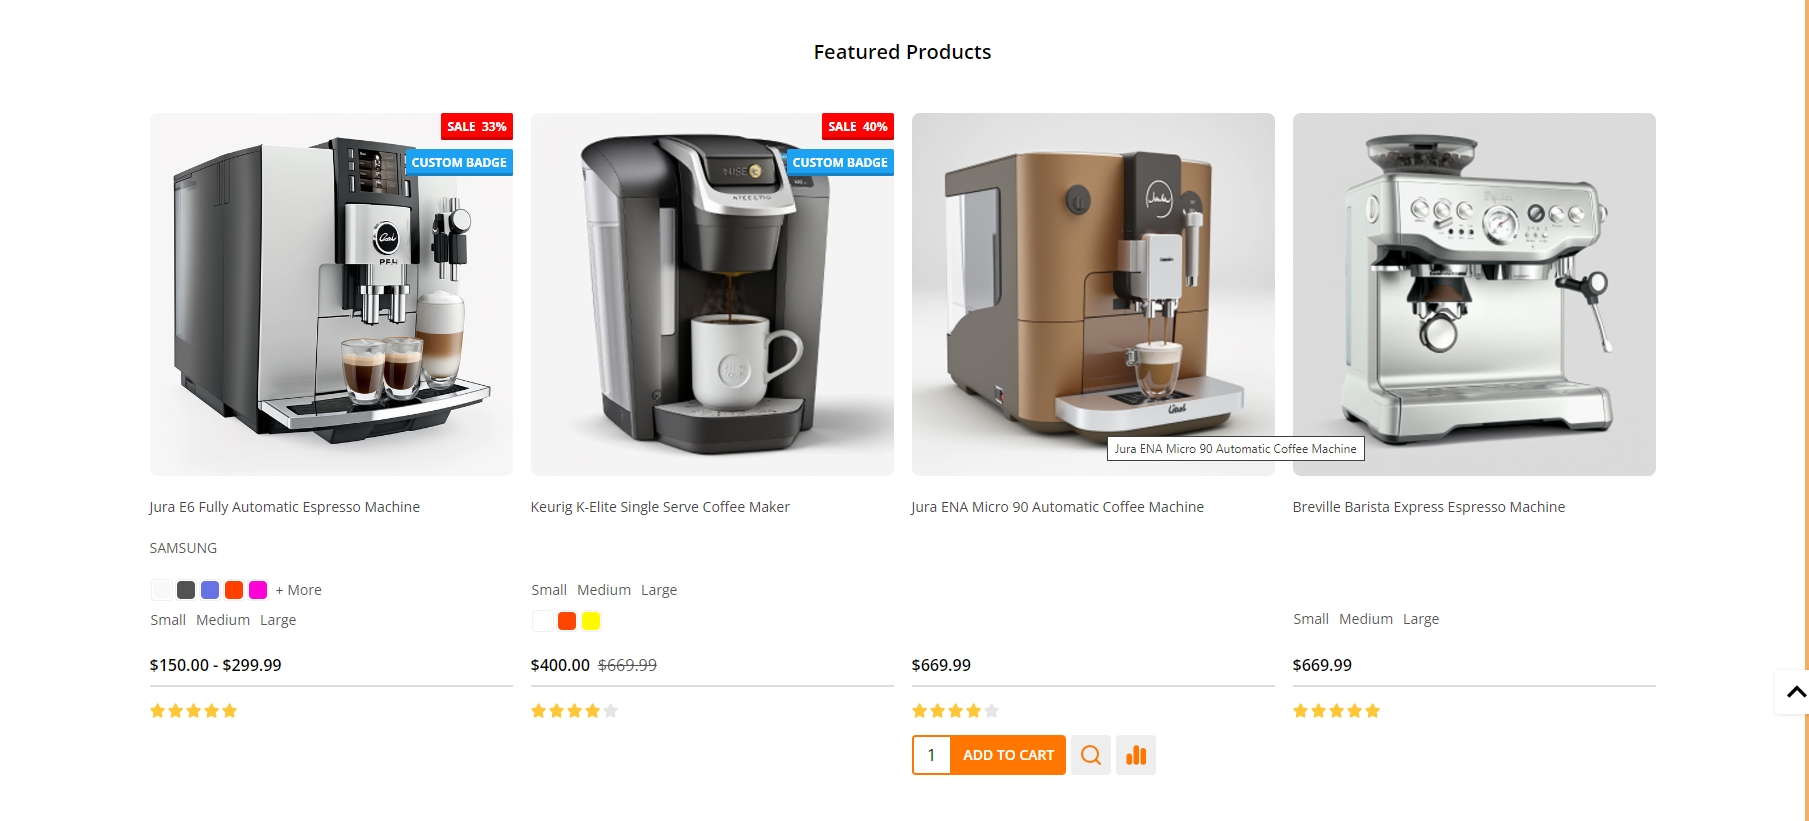 Featured Products
SALE 33%
CUSTOM BADGE
SALE 40%
CUSTOM BADGE
Jura ENA Micro 90 Automatic Coffee Machine
Jura E6 Fully Automatic Espresso Machine
SAMSUNG
+ More
Small Medium Large
$150.00 - $299.99
Keurig K-Elite Single Serve Coffee Maker
Small Medium Large
$400.00 $669.99
Jura ENA Micro 90 Automatic Coffee Machine
$669.99
1 ADD TO CART
Breville Barista Express Espresso Machine
Small Medium Large
$669.99